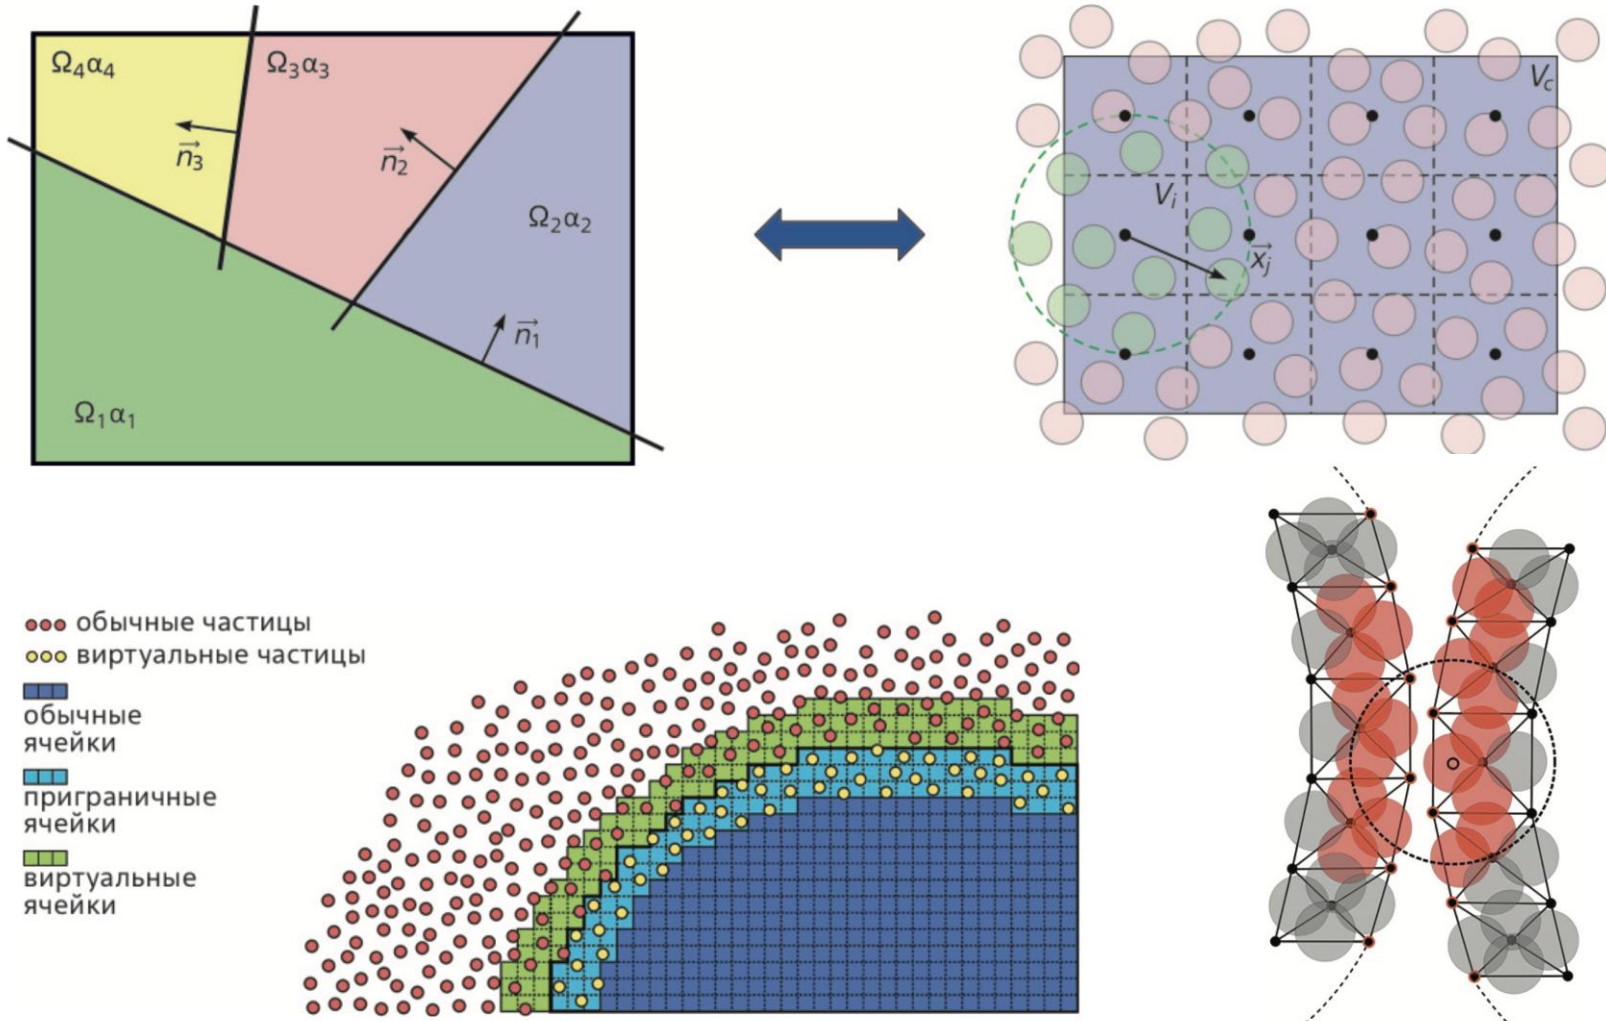 Ω₄α₄
Ω₃α₃
n⃗₃
n⃗₂
Ω₂α₂
n⃗₁
Ω₁α₁
V_c
V_i
x⃗_j
обычные частицы
виртуальные частицы
обычные
ячейки
приграничные
ячейки
виртуальные
ячейки